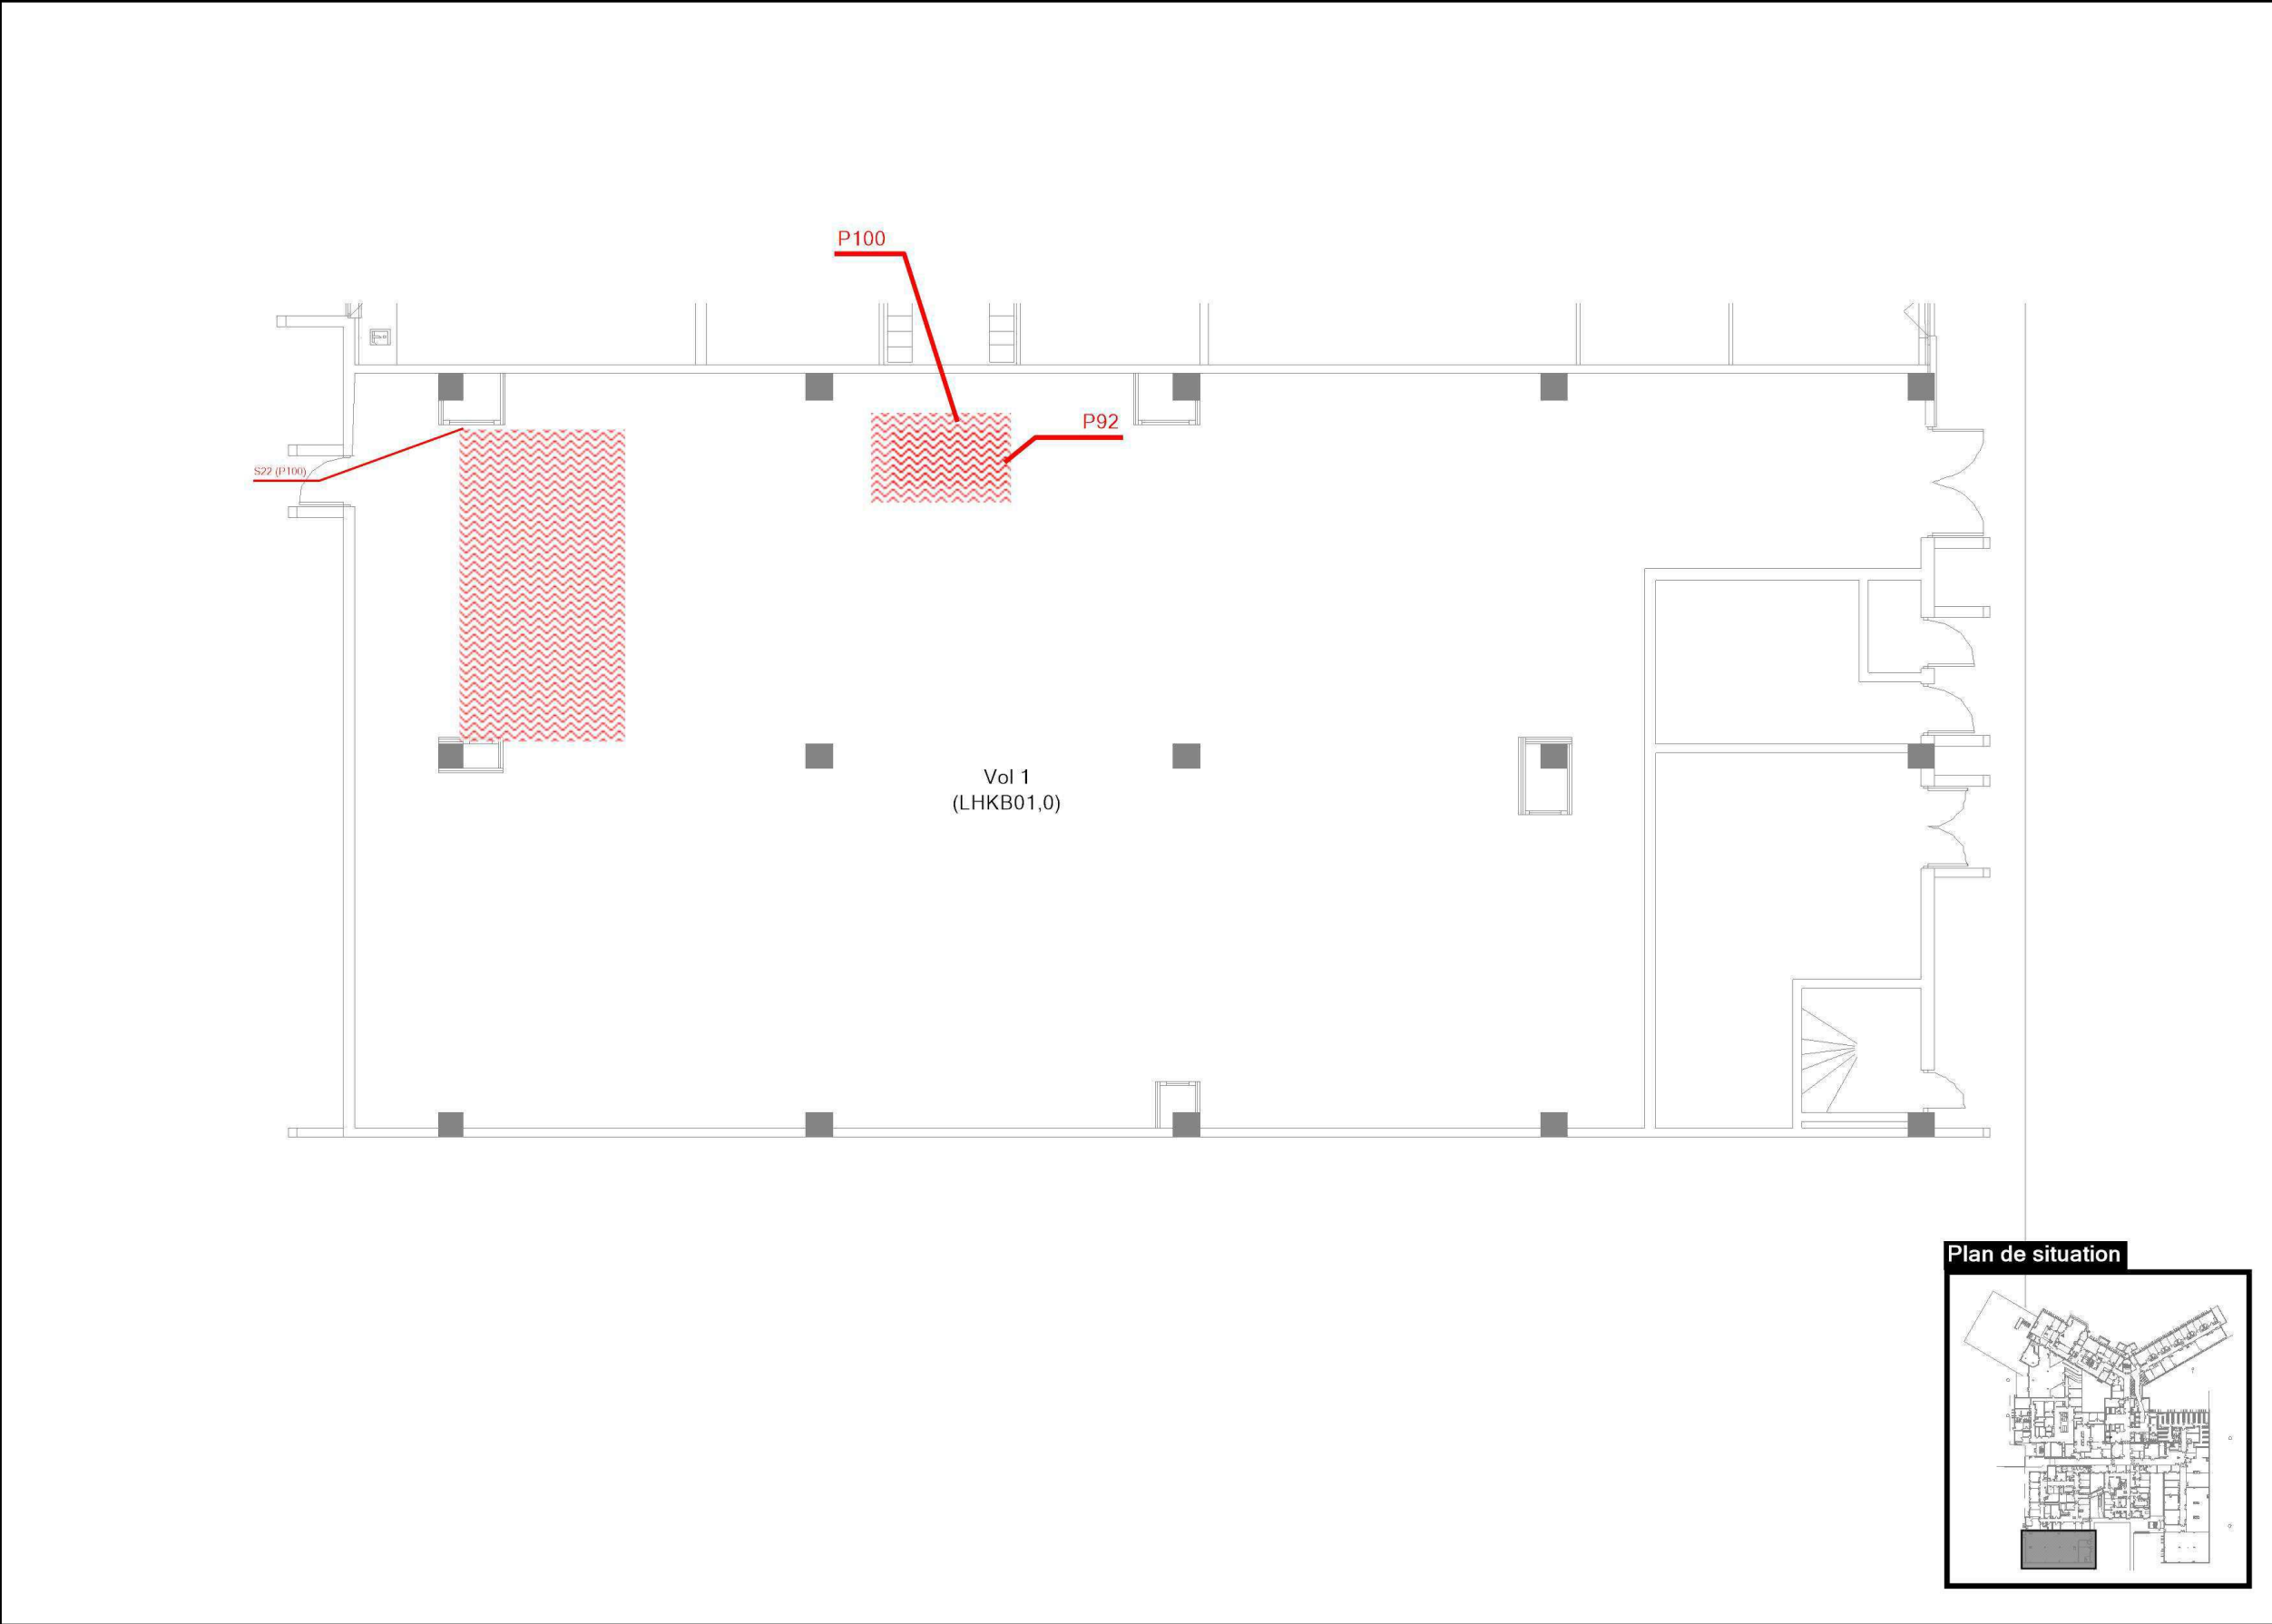 P100
P92
S22 (P100)
Vol 1
(LHKB01,0)
Plan de situation